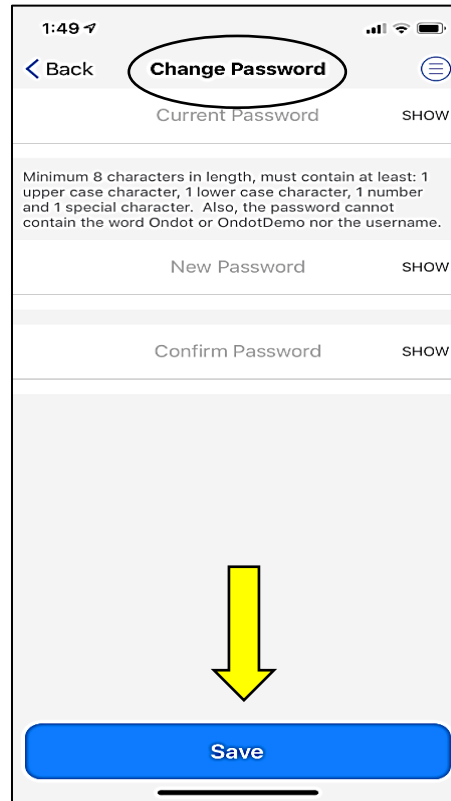 1:49
Back Change Password
Current Password SHOW
Minimum 8 characters in length, must contain at least: 1
upper case character, 1 lower case character, 1 number
and 1 special character. Also, the password cannot
contain the word Ondot or OndotDemo nor the username.
New Password SHOW
Confirm Password SHOW
Save